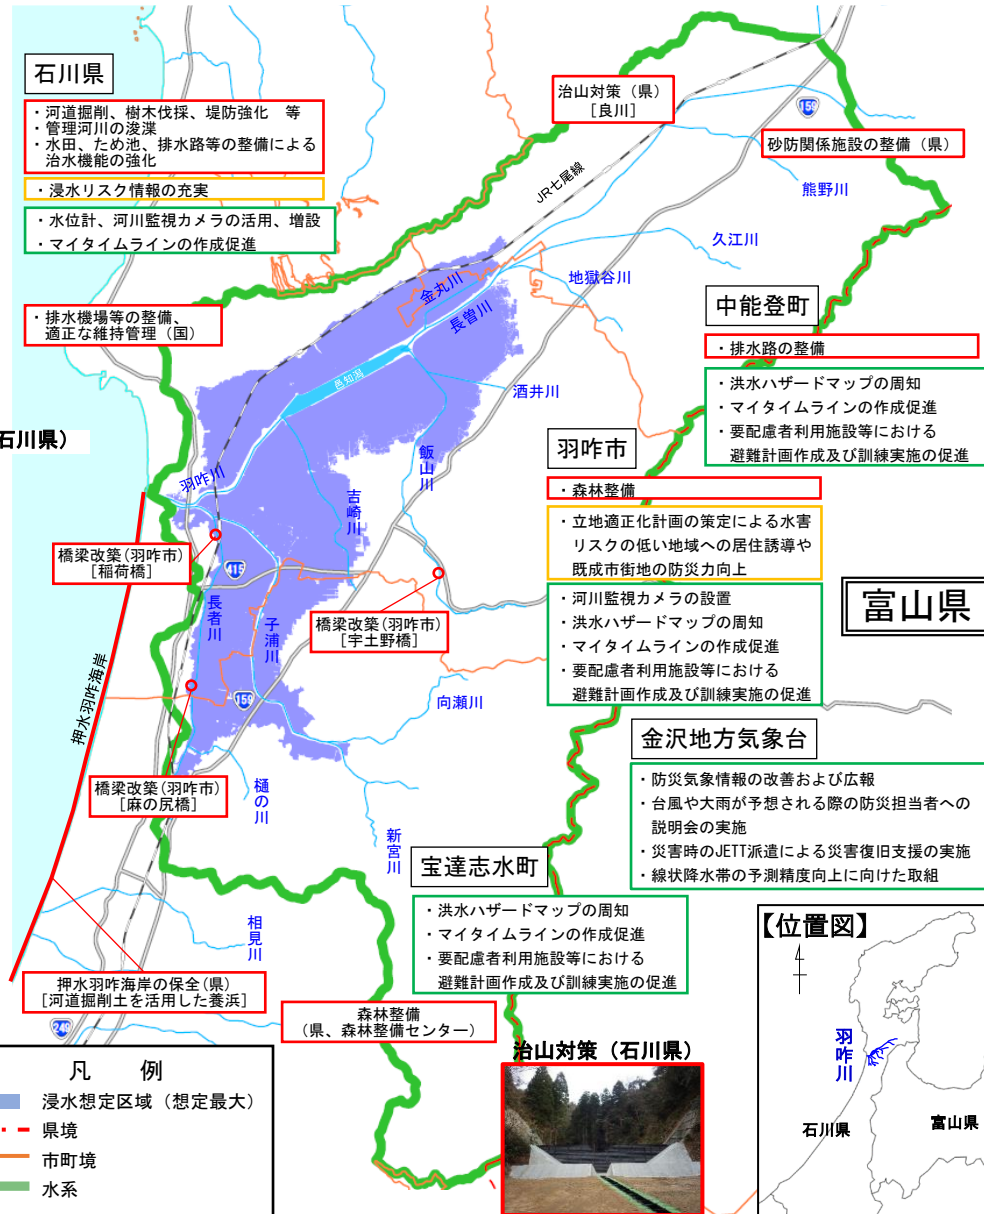 石川県
・河道掘削、樹木伐採、堤防強化　等
・管理河川の浚渫
・水田、ため池、排水路等の整備による
治水機能の強化
・浸水リスク情報の充実
・水位計、河川監視カメラの活用、増設
・マイタイムラインの作成促進
・排水機場等の整備、
適正な維持管理（国）
石川県）
治山対策（県）
［良川］
159
砂防関係施設の整備（県）
JR七尾線
熊野川
久江川
地獄谷川
金丸川
長曽川
邑知潟
酒井川
飯山川
吉崎川
羽咋川
中能登町
・排水路の整備
・洪水ハザードマップの周知
・マイタイムラインの作成促進
・要配慮者利用施設等における
避難計画作成及び訓練実施の促進
羽咋市
・森林整備
・立地適正化計画の策定による水害
リスクの低い地域への居住誘導や
既成市街地の防災力向上
・河川監視カメラの設置
・洪水ハザードマップの周知
・マイタイムラインの作成促進
・要配慮者利用施設等における
避難計画作成及び訓練実施の促進
富山県
橋梁改築(羽咋市)
［稲荷橋］
415
長者川
子浦川
橋梁改築(羽咋市)
［宇土野橋］
159
向瀬川
押水羽咋海岸
橋梁改築(羽咋市)
［麻の尻橋］
樋の川
新宮川
相見川
金沢地方気象台
・防災気象情報の改善および広報
・台風や大雨が予想される際の防災担当者への
説明会の実施
・災害時のJETT派遣による災害復旧支援の実施
・線状降水帯の予測精度向上に向けた取組
宝達志水町
・洪水ハザードマップの周知
・マイタイムラインの作成促進
・要配慮者利用施設等における
避難計画作成及び訓練実施の促進
押水羽咋海岸の保全(県)
［河道掘削土を活用した養浜］
249
森林整備
（県、森林整備センター）
治山対策（石川県）
凡　例
浸水想定区域（想定最大）
県境
市町境
水系
【位置図】
羽咋川
石川県
富山県